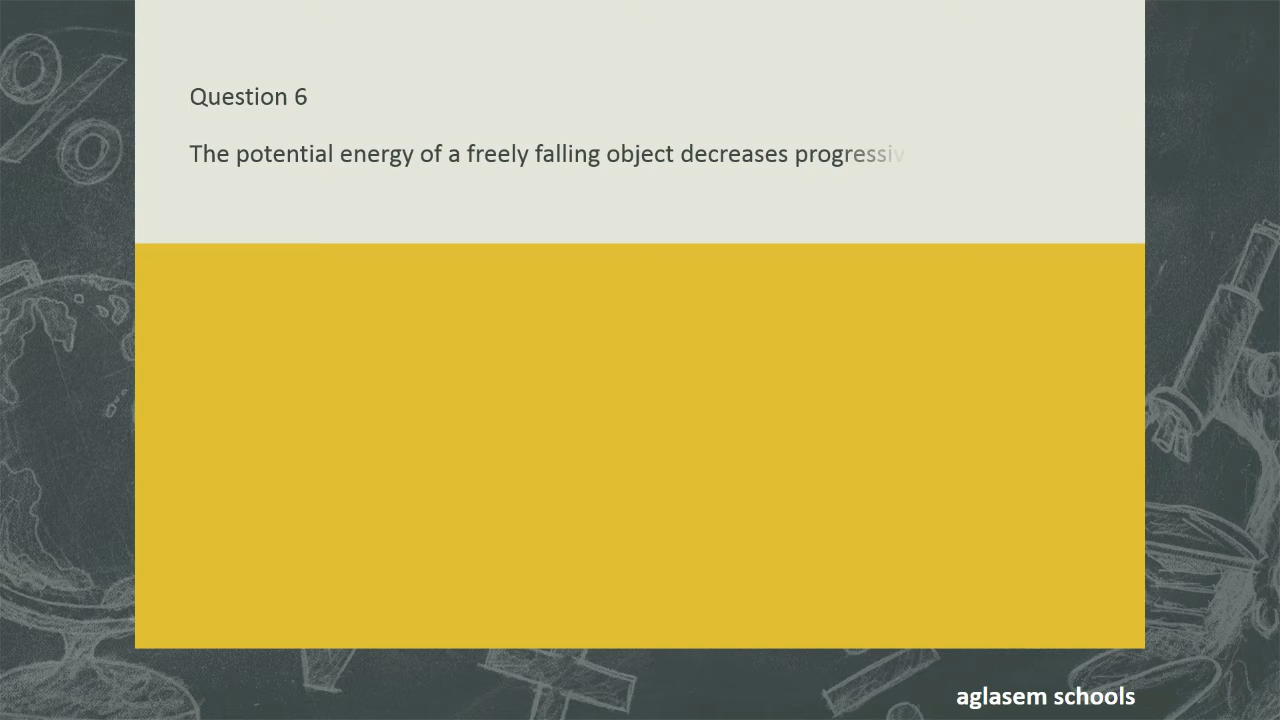 Question 6
The potential energy of a freely falling object decreases progressiv
aglasem schools